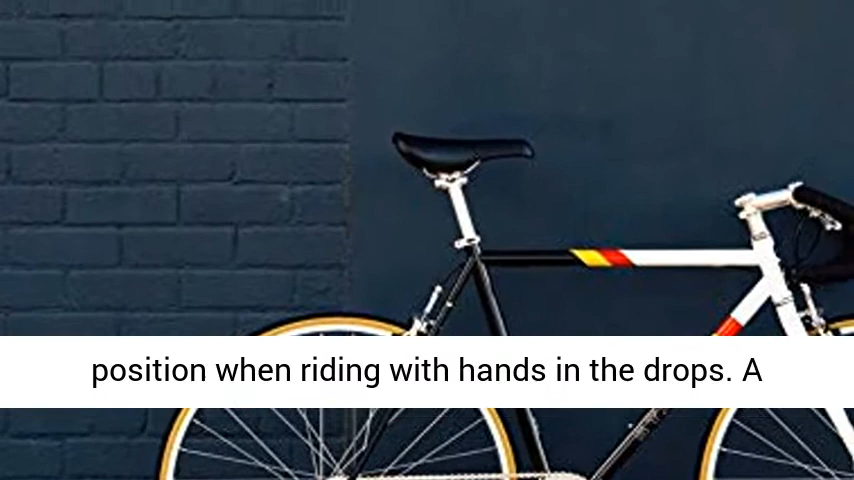 position when riding with hands in the drops. A